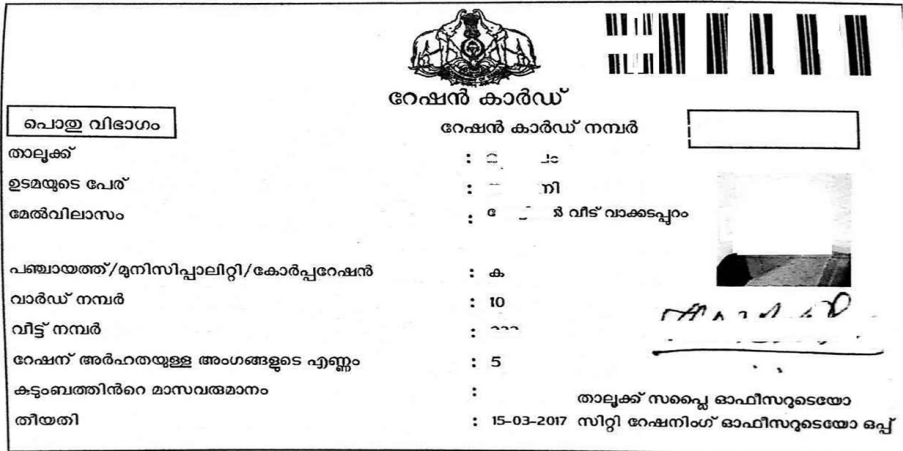 റേഷൻ കാർഡ്
പൊതു വിഭാഗം
റേഷൻ കാർഡ് നമ്പർ
താലൂക്ക് :
ഉടമയുടെ പേര് :
മേൽവിലാസം : വീട് വാക്കടപ്പുറം
പഞ്ചായത്ത്/മുനിസിപ്പാലിറ്റി/കോർപ്പറേഷൻ : ക
വാർഡ് നമ്പർ : 10
വീട്ട് നമ്പർ :
റേഷന് അർഹതയുള്ള അംഗങ്ങളുടെ എണ്ണം : 5
കുടുംബത്തിൻറെ മാസവരുമാനം :
തീയതി : 15-03-2017
താലൂക്ക് സപ്ലൈ ഓഫീസറുടെയോ
സിറ്റി റേഷനിംഗ് ഓഫീസറുടെയോ ഒപ്പ്